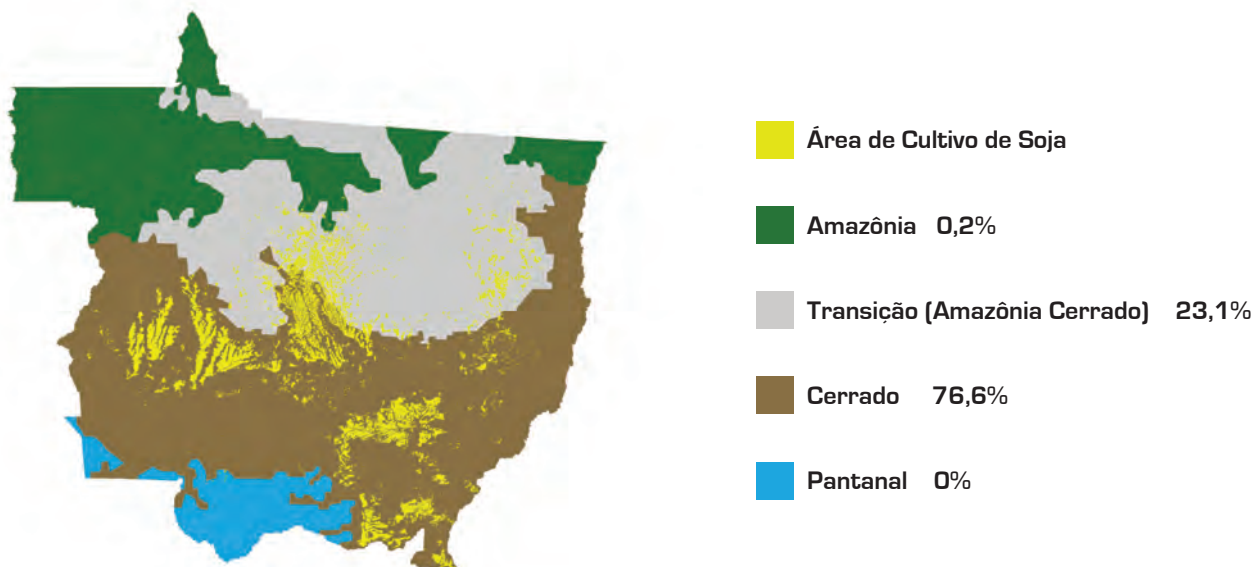 Área de Cultivo de Soja
Amazônia 0,2%
Transição (Amazônia Cerrado) 23,1%
Cerrado 76,6%
Pantanal 0%